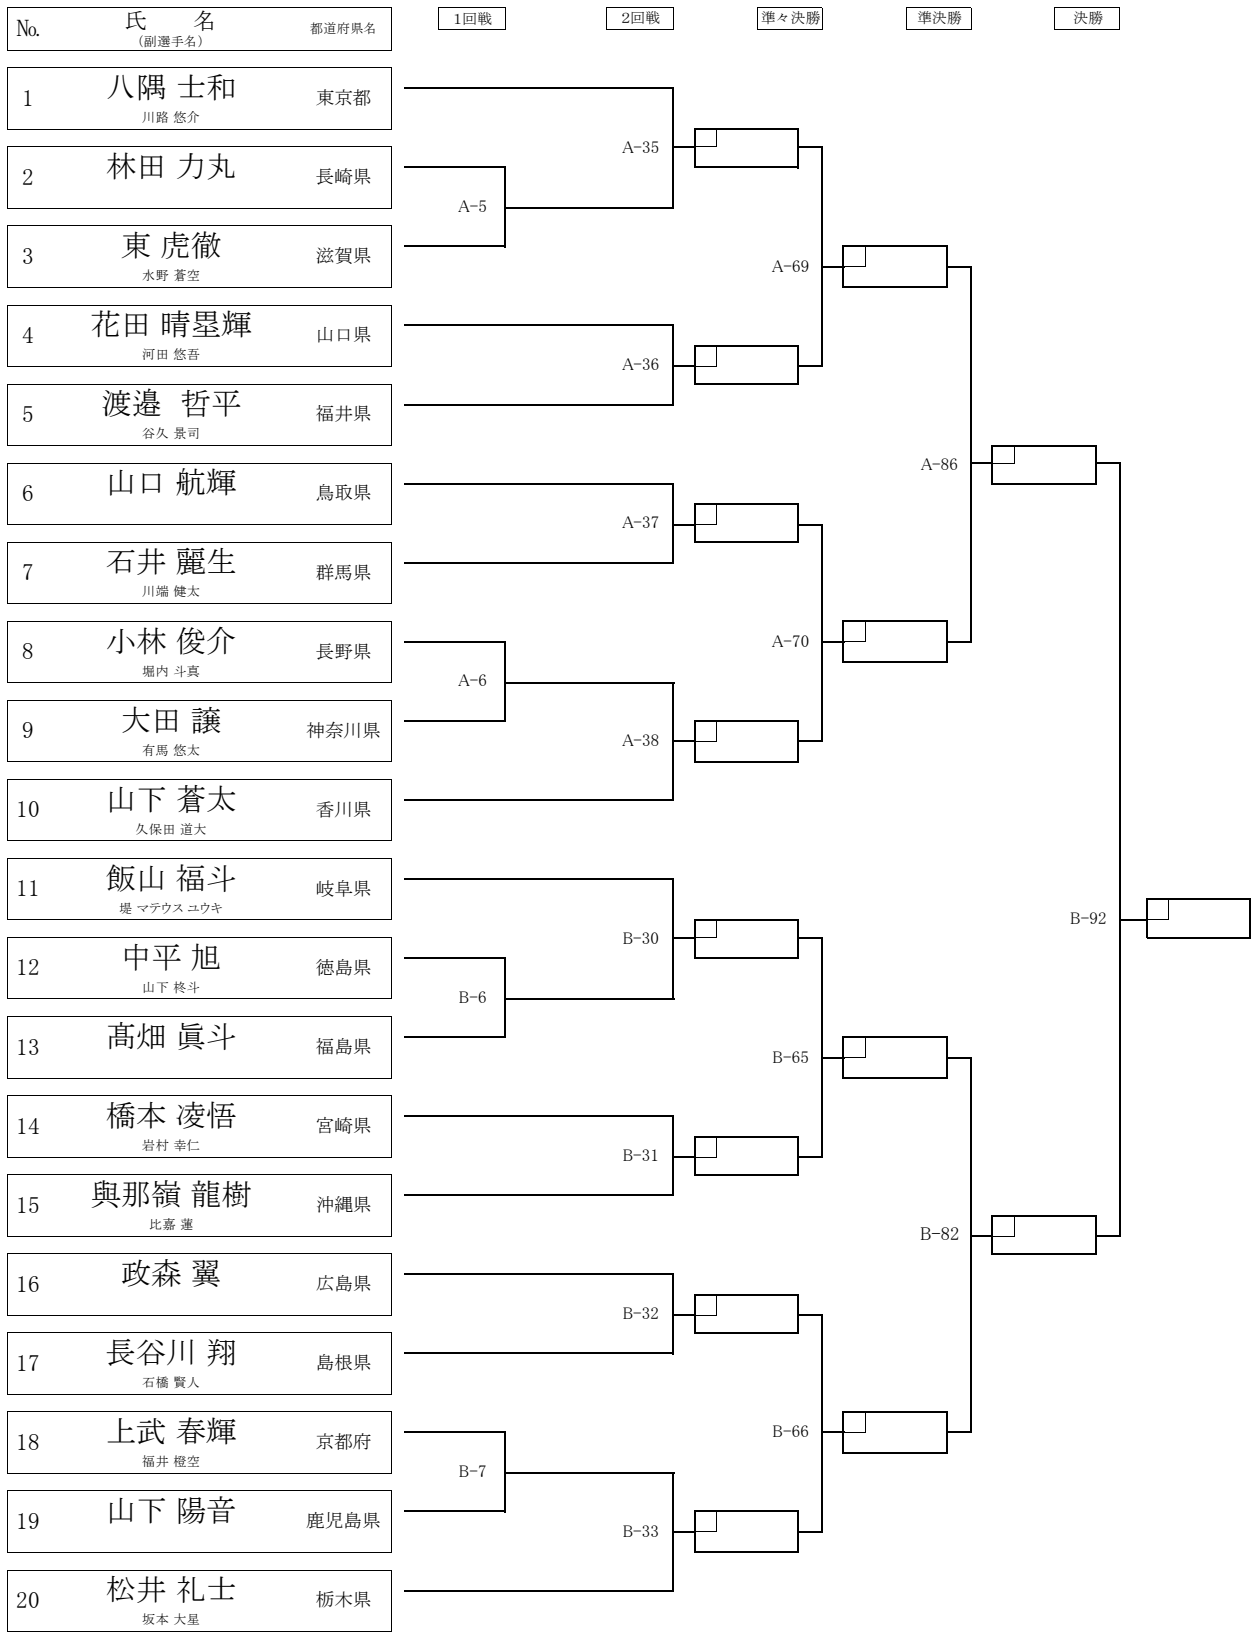 No. 氏 名 都道府県名 1回戦 2回戦 準々決勝 準決勝 決勝
(副選手名)
1 八隅 士和 東京都
川路 悠介
A-35
2 林田 力丸 長崎県
A-5
3 東 虎徹 滋賀県
水野 蒼空
A-69
4 花田 晴塁輝 山口県
河田 悠吾
A-36
5 渡邉 哲平 福井県
谷久 景司
A-86
6 山口 航輝 鳥取県
A-37
7 石井 麗生 群馬県
川端 健太
A-70
8 小林 俊介 長野県
堀内 斗真
A-6
9 大田 譲 神奈川県
有馬 悠太
A-38
10 山下 蒼太 香川県
久保田 道大
11 飯山 福斗 岐阜県
堤 マテウス ユウキ
B-92
B-30
12 中平 旭 徳島県
山下 柊斗
B-6
13 髙畑 眞斗 福島県
B-65
14 橋本 凌悟 宮崎県
岩村 幸仁
B-31
15 與那嶺 龍樹 沖縄県
比嘉 蓮
B-82
16 政森 翼 広島県
B-32
17 長谷川 翔 島根県
石橋 賢人
B-66
18 上武 春輝 京都府
福井 橙空
B-7
19 山下 陽音 鹿児島県
B-33
20 松井 礼士 栃木県
坂本 大星